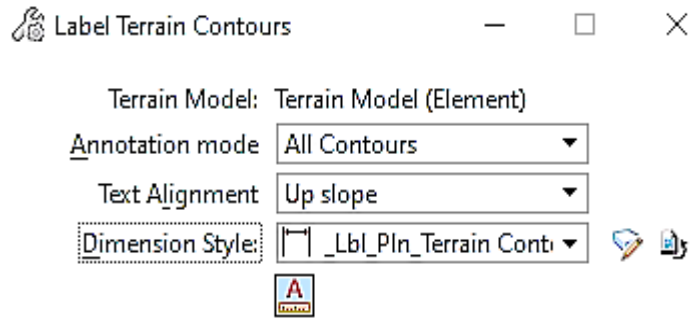 Label Terrain Contours
Terrain Model: Terrain Model (Element)
Annotation mode All Contours
Text Alignment Up slope
Dimension Style: _Lbl_Pln_Terrain Cont
A